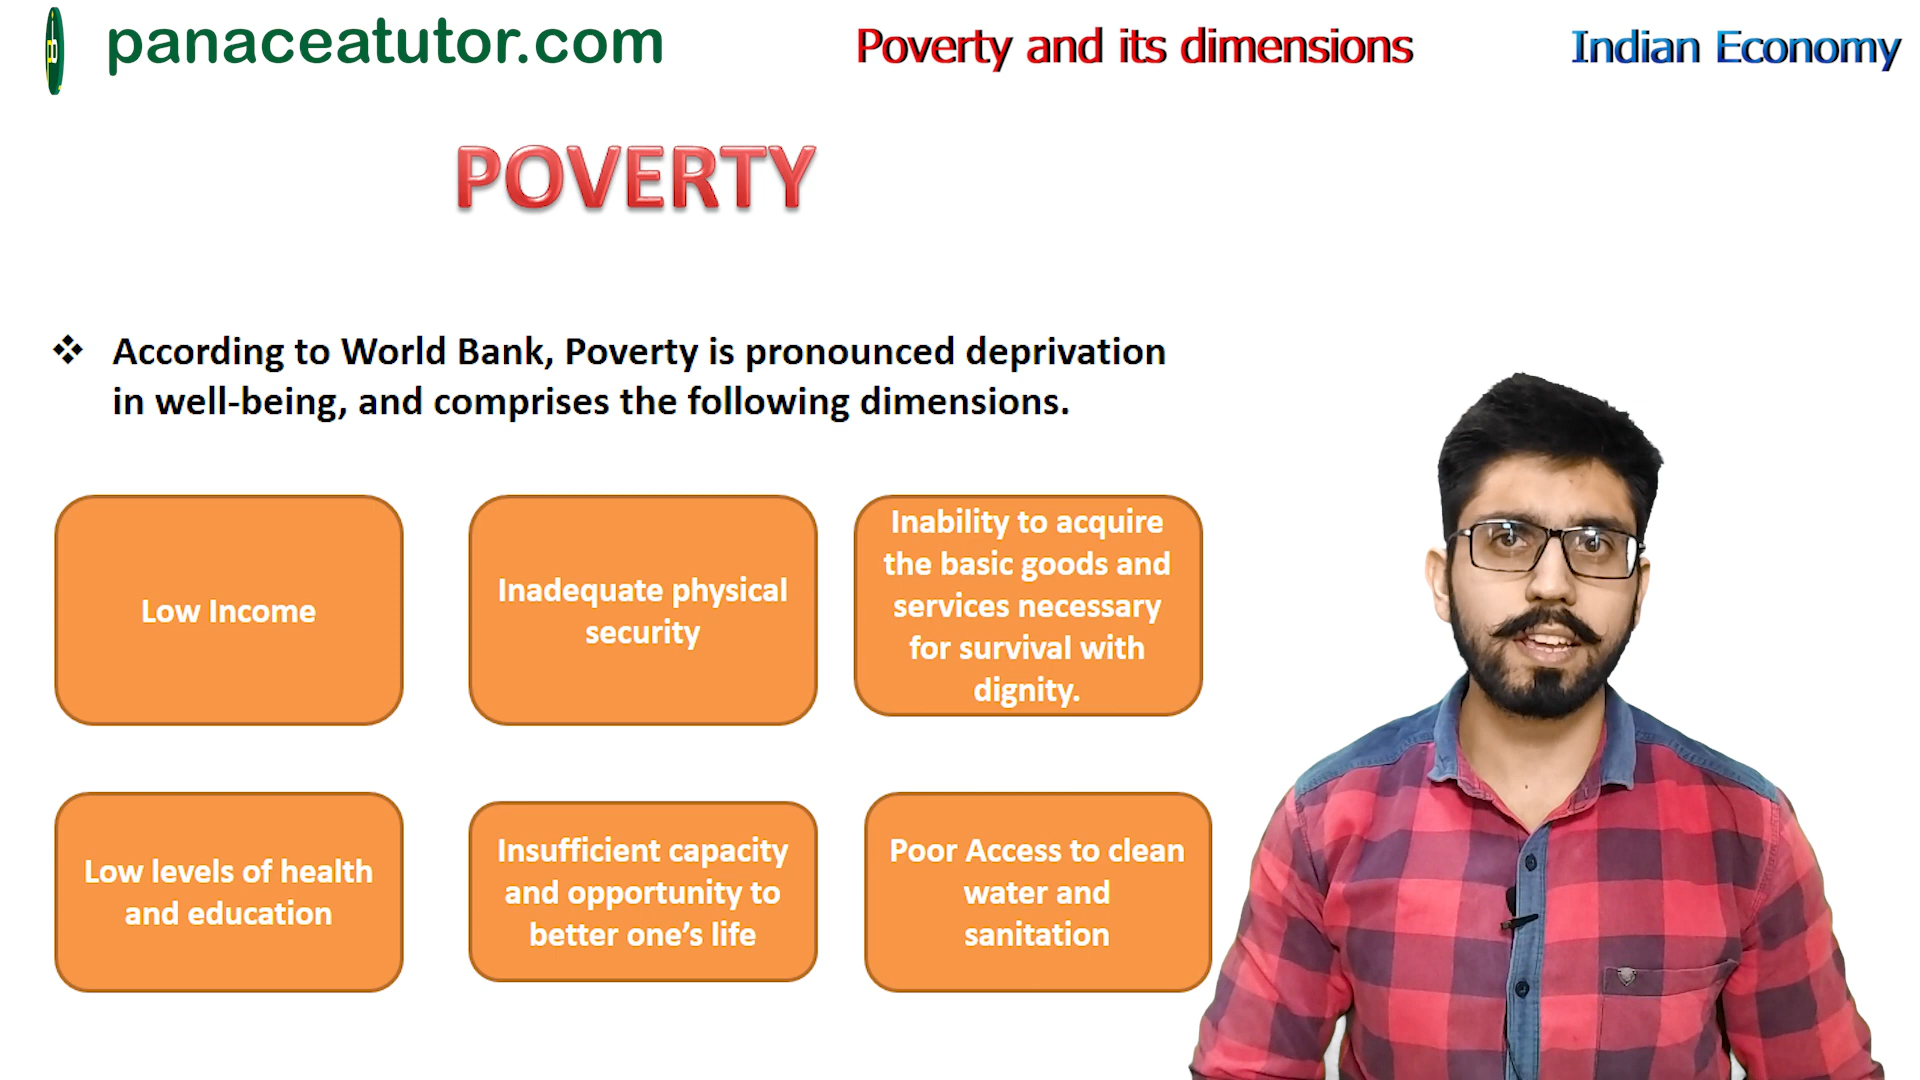 panaceatutor.com
Poverty and its dimensions
Indian Economy
POVERTY
❖ According to World Bank, Poverty is pronounced deprivation
in well-being, and comprises the following dimensions.
Low Income
Inadequate physical
security
Inability to acquire
the basic goods and
services necessary
for survival with
dignity.
Low levels of health
and education
Insufficient capacity
and opportunity to
better one’s life
Poor Access to clean
water and
sanitation